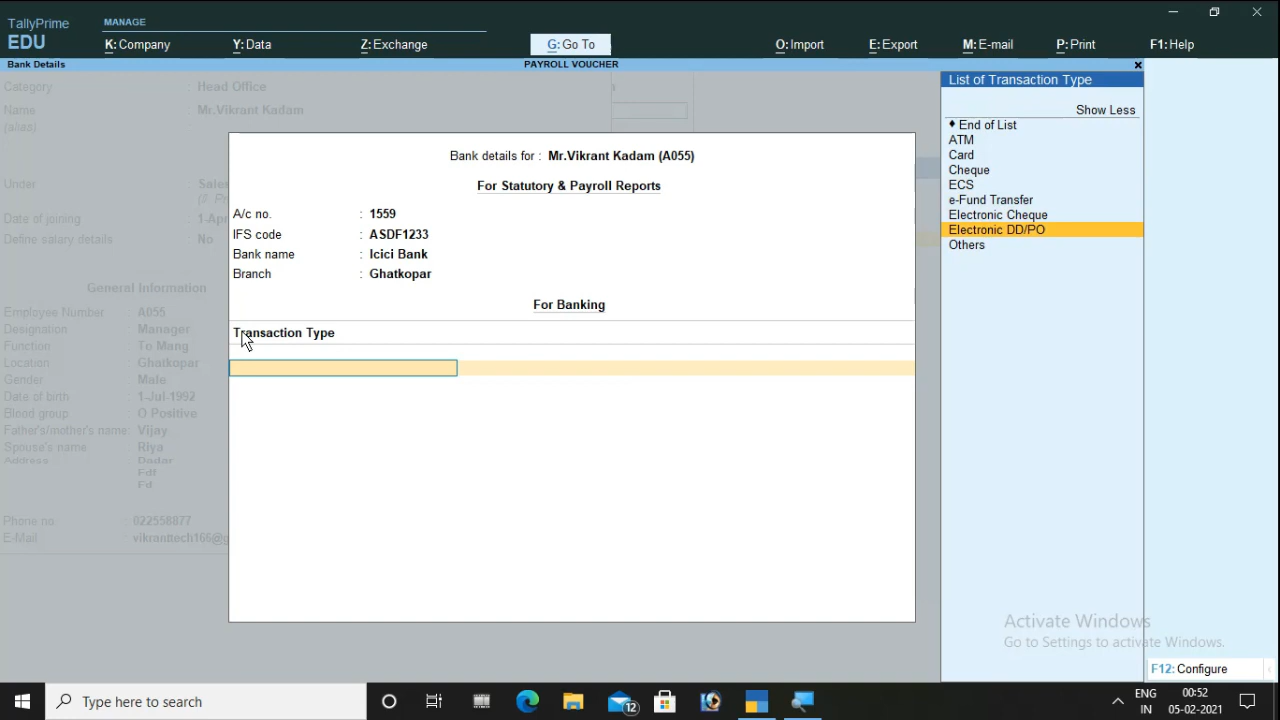 TallyPrime
EDU
MANAGE
K: Company
Y: Data
Z: Exchange
G: Go To
O: Import
E: Export
M: E-mail
P: Print
F1: Help
Bank Details
PAYROLL VOUCHER
x
Category
Head Office
Name
: Mr.Vikrant Kadam
(alias)
Under
: Sales
Date of joining
: 1-Apr
Define salary details
: No
General Information
Employee Number : A055
Designation : Manager
Function : To Mang
Location : Ghatkopar
Gender : Male
Date of birth : 1-Jul-1992
Blood group : O Positive
Father's/mother's name: Vijay
Spouse's name : Riya
Address : Dadar
Fdf
Fd
Phone no. : 022558877
E-Mail : vikranttech166@g
Bank details for : Mr.Vikrant Kadam (A055)
For Statutory & Payroll Reports
A/c no. : 1559
IFS code : ASDF1233
Bank name : Icici Bank
Branch : Ghatkopar
For Banking
Transaction Type
List of Transaction Type
Show Less
♦ End of List
ATM
Card
Cheque
ECS
e-Fund Transfer
Electronic Cheque
Electronic DD/PO
Others
Activate Windows
Go to Settings to activate Windows.
F12: Configure
Type here to search
12
ENG
IN
00:52
05-02-2021